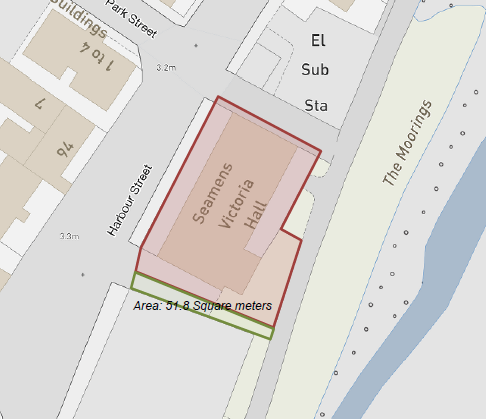 Park Street
Buildings
1 to 4
El
Sub
Sta
3.2m
7
94
The Moorings
Harbour Street
Seamens
Victoria
Hall
3.3m
Area: 51.8 Square meters